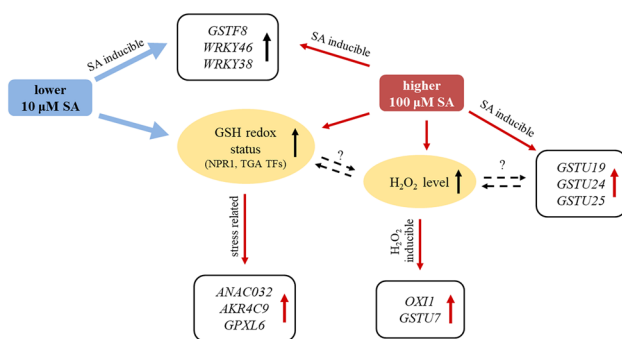 GSTF8
WRKY46
WRKY38
SA inducible
SA inducible
lower
10 µM SA
higher
100 µM SA
SA inducible
GSH redox
status
(NPR1, TGA TFs)
?
H₂O₂ level
?
GSTU19
GSTU24
GSTU25
stress related
H₂O₂
inducible
ANAC032
AKR4C9
GPXL6
OXI1
GSTU7